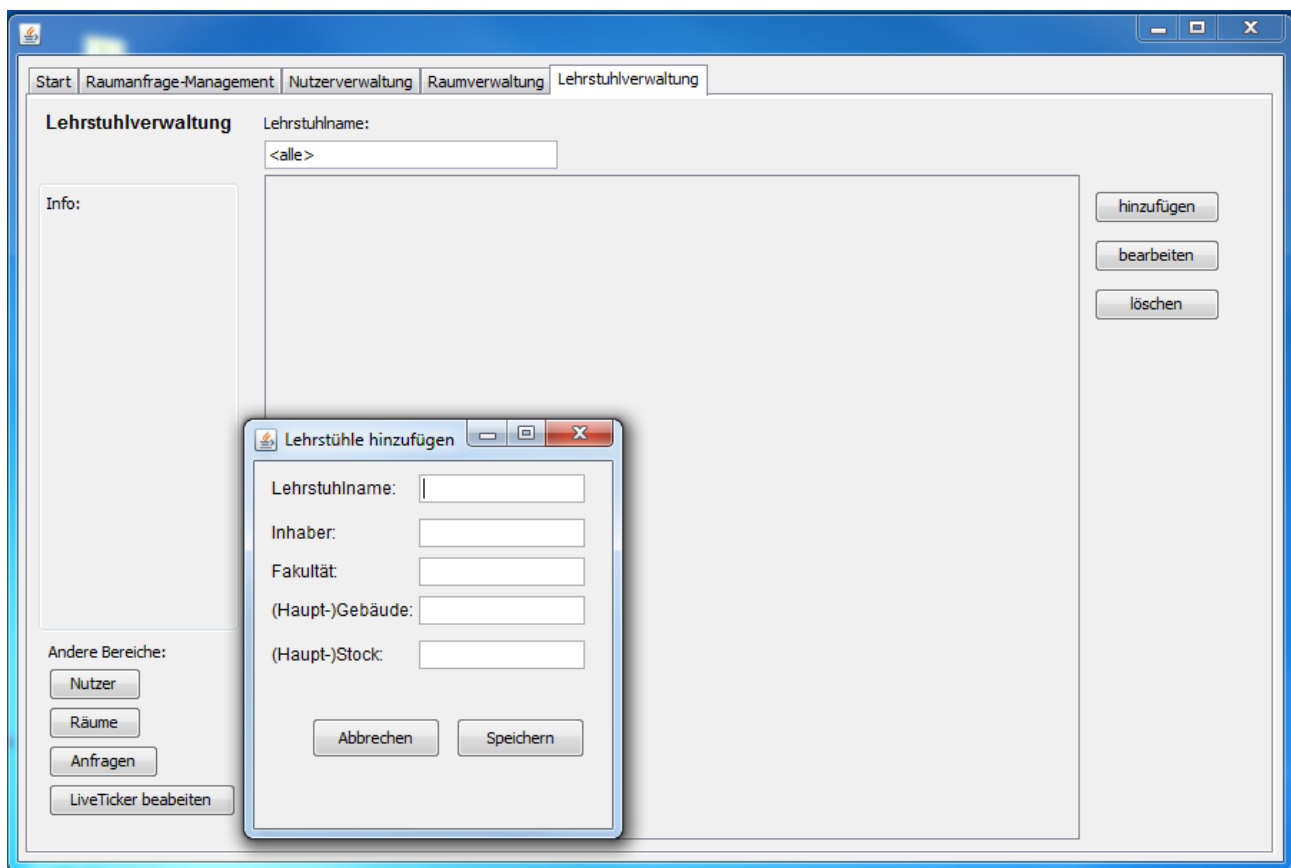 Start Raumanfrage-Management Nutzerverwaltung Raumverwaltung Lehrstuhlverwaltung
Lehrstuhlverwaltung
Lehrstuhlname:
<alle>
Info:
hinzufügen
bearbeiten
löschen
Lehrstühle hinzufügen
Lehrstuhlname:
Inhaber:
Fakultät:
(Haupt-)Gebäude:
(Haupt-)Stock:
Abbrechen Speichern
Andere Bereiche:
Nutzer
Räume
Anfragen
LiveTicker beabeiten